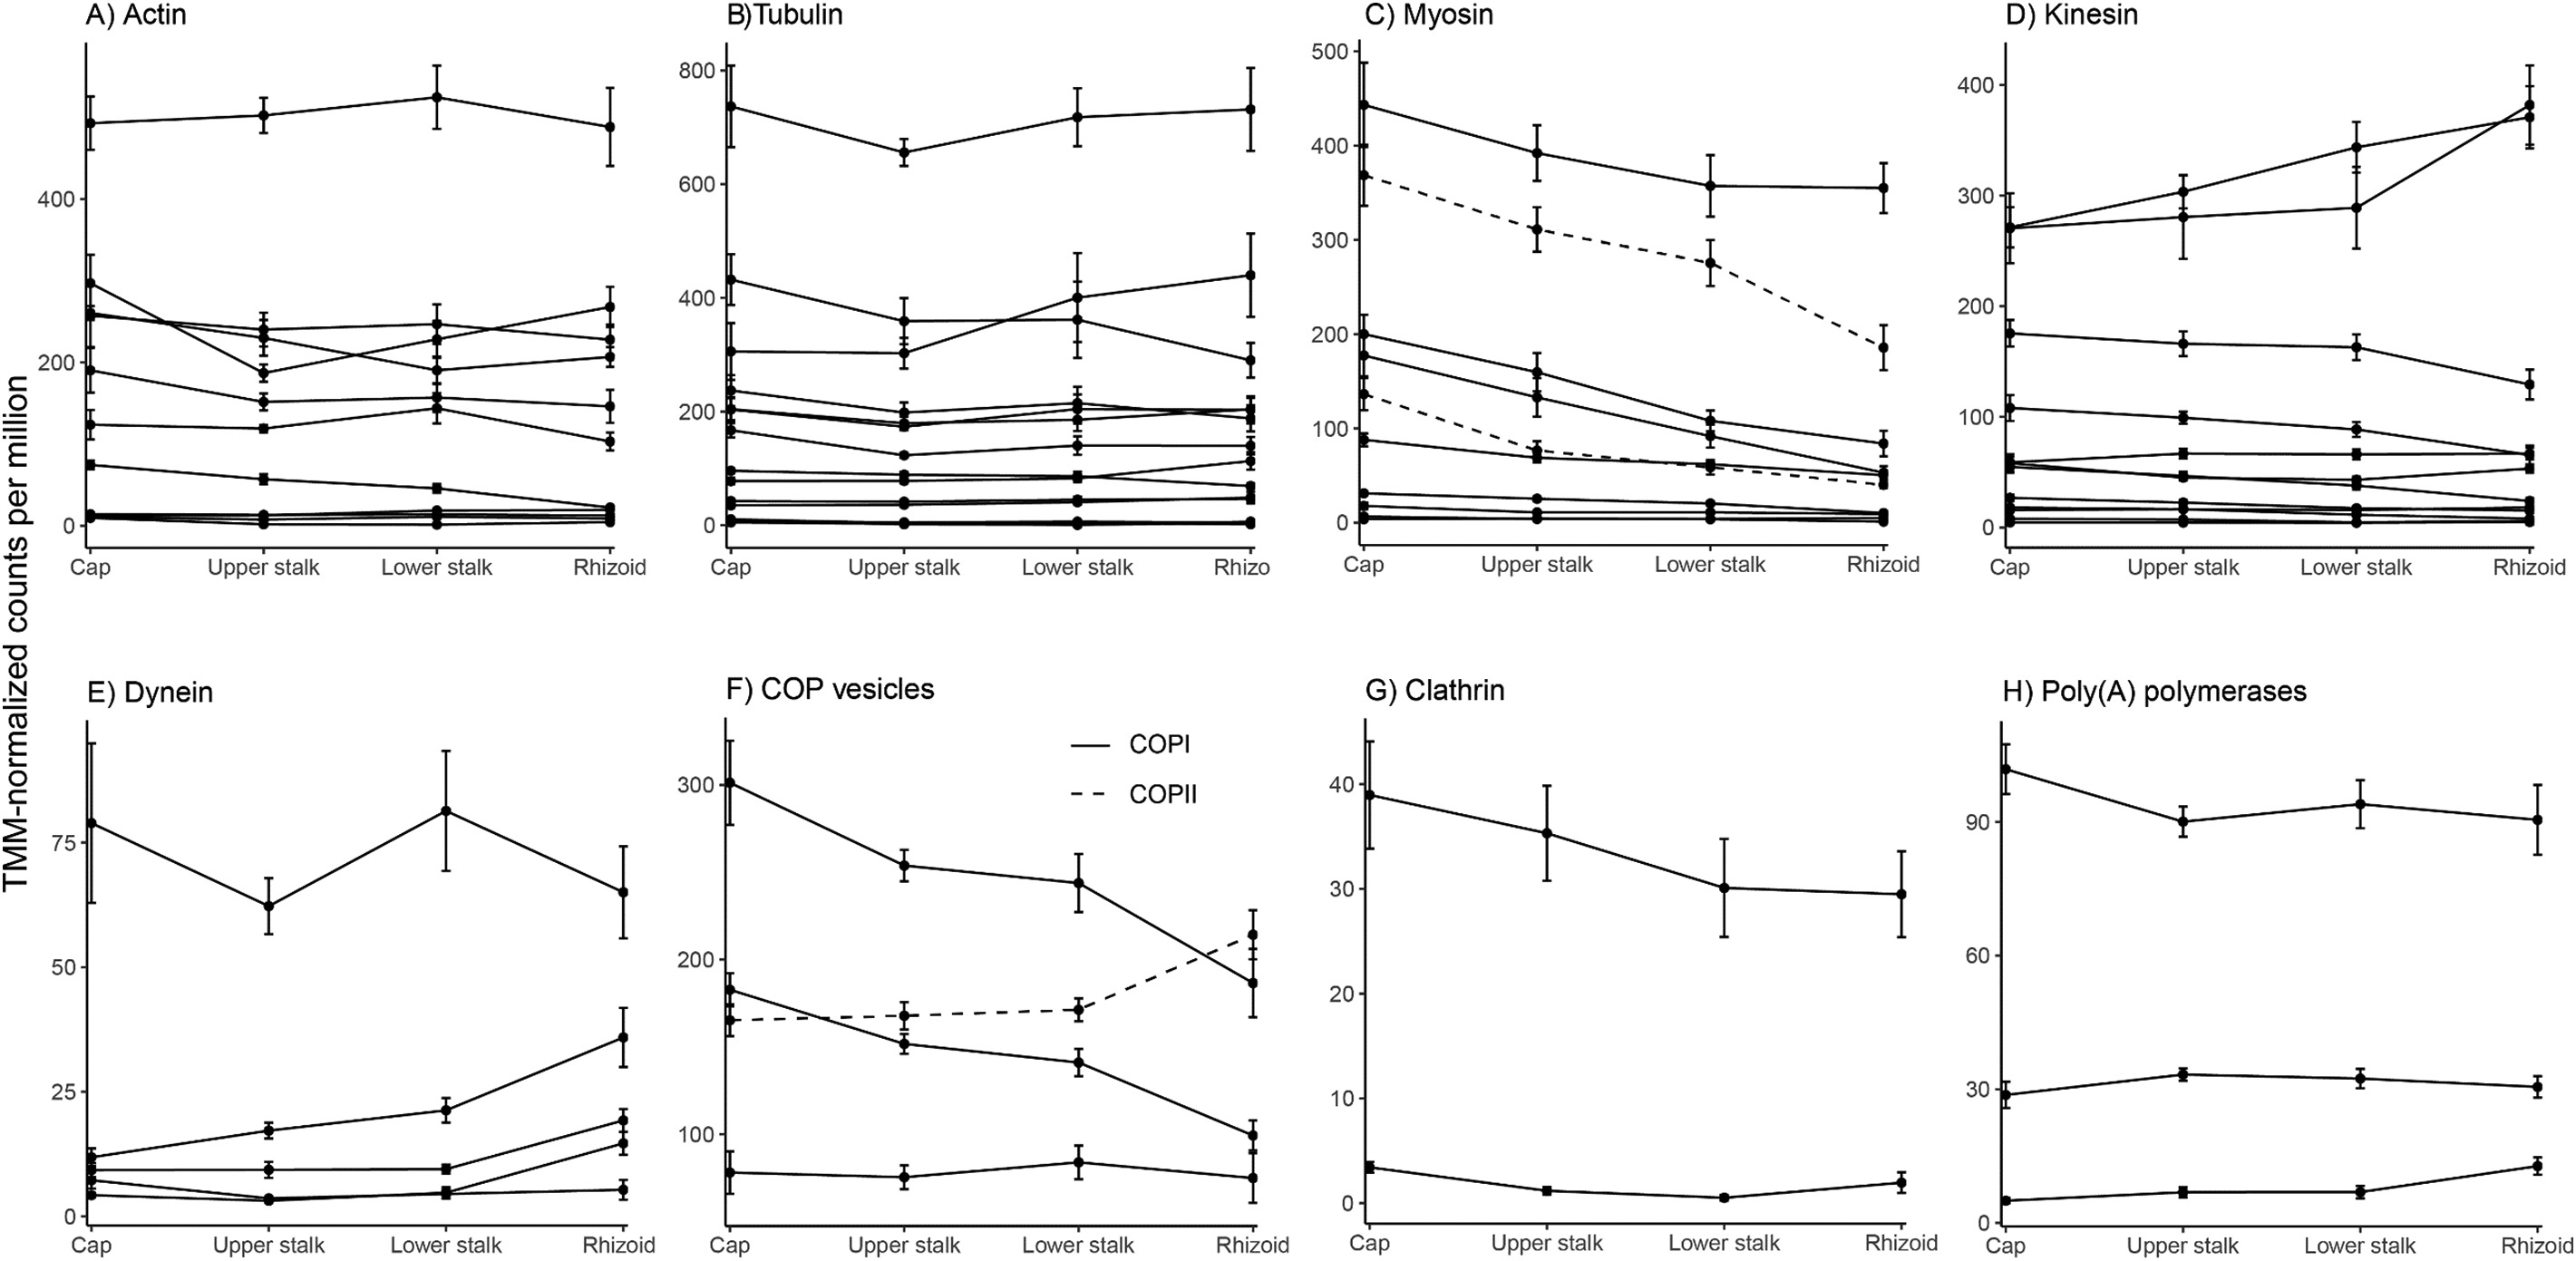 A) Actin
B)Tubulin
C) Myosin
D) Kinesin
TMM-normalized counts per million
400
200
0
Cap Upper stalk Lower stalk Rhizoid
800
600
400
200
0
Cap Upper stalk Lower stalk Rhizo
500
400
300
200
100
0
Cap Upper stalk Lower stalk Rhizoid
400
300
200
100
0
Cap Upper stalk Lower stalk Rhizoid
E) Dynein
F) COP vesicles
G) Clathrin
H) Poly(A) polymerases
75
50
25
0
Cap Upper stalk Lower stalk Rhizoid
COPI
COPII
300
200
100
Cap Upper stalk Lower stalk Rhizoid
40
30
20
10
0
Cap Upper stalk Lower stalk Rhizoid
90
60
30
0
Cap Upper stalk Lower stalk Rhizoid